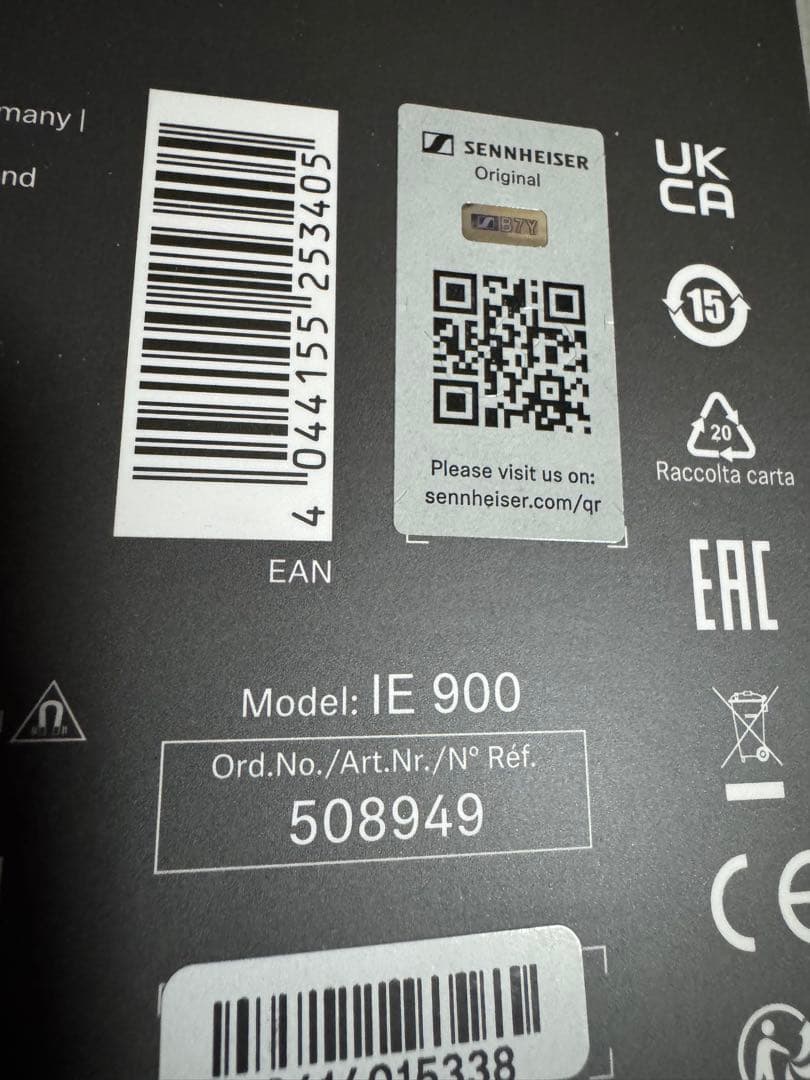 many |
nd
4 044155 253405
EAN
SENNHEISER
Original
B7Y
Please visit us on:
sennheiser.com/qr
UK
CA
15
20
Raccolta carta
EAC
Model: IE 900
Ord.No./Art.Nr./N° Réf.
508949
CE